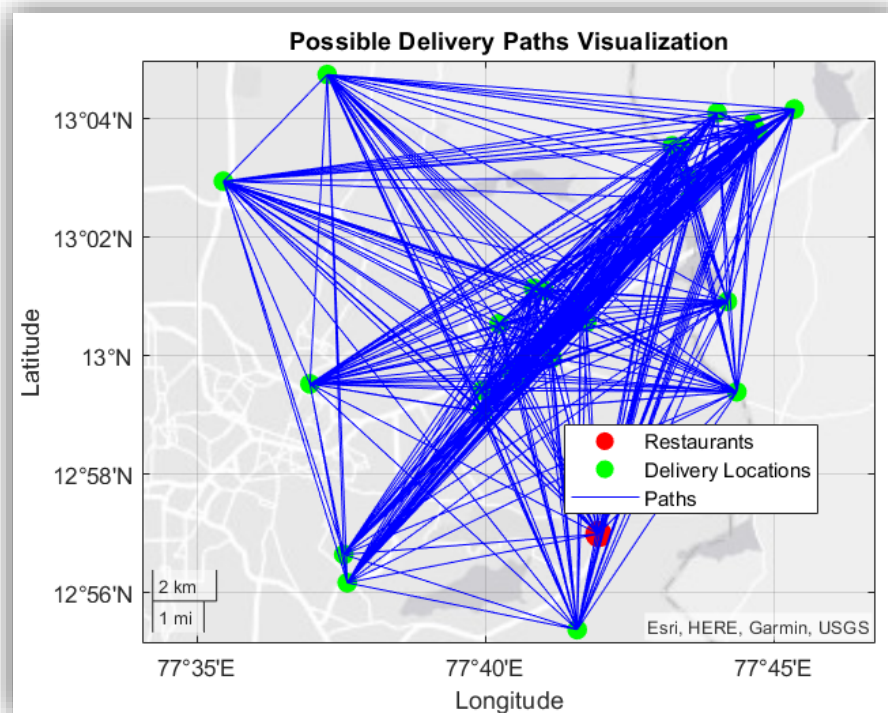 Possible Delivery Paths Visualization
13°04'N
13°02'N
13°N
12°58'N
12°56'N
Latitude
Restaurants
Delivery Locations
Paths
2 km
1 mi
Esri, HERE, Garmin, USGS
77°35'E
77°40'E
77°45'E
Longitude